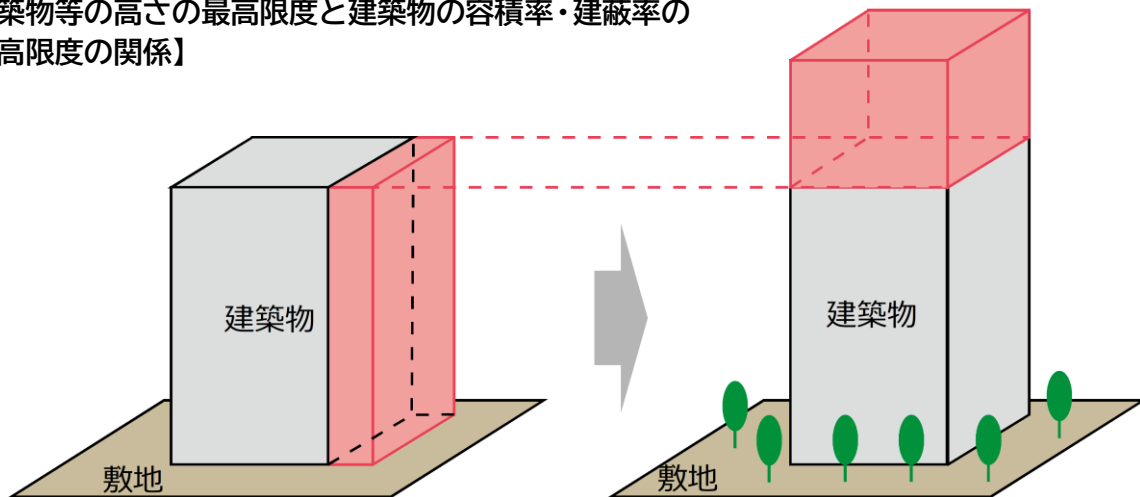 築物等の高さの最高限度と建築物の容積率・建蔽率の
高限度の関係】
建築物
建築物
敷地
敷地